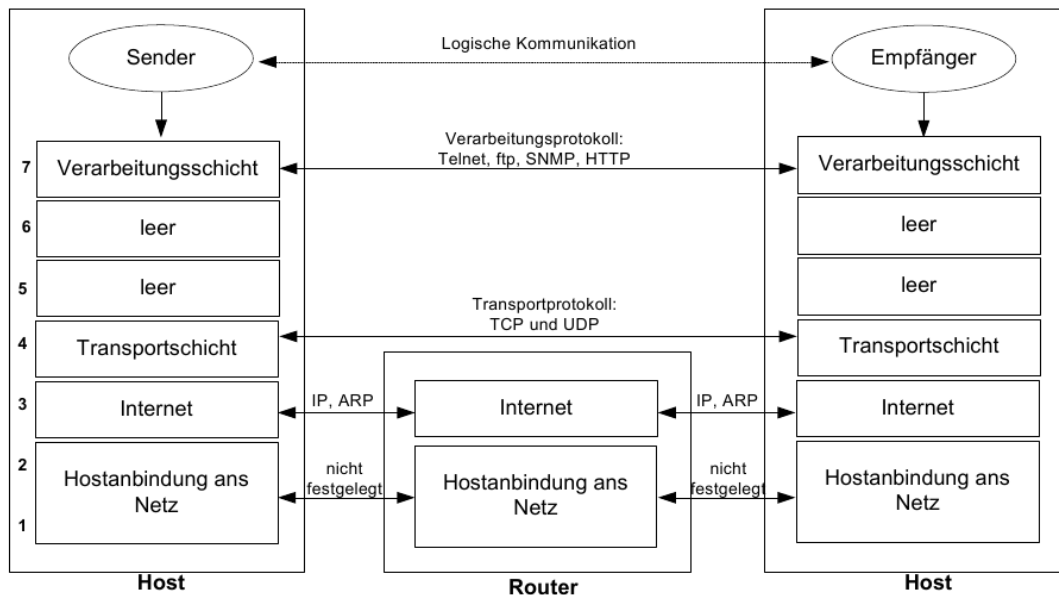 Logische Kommunikation
Sender
Empfänger
Verarbeitungsprotokoll:
Telnet, ftp, SNMP, HTTP
7
Verarbeitungsschicht
Verarbeitungsschicht
6
leer
leer
5
leer
leer
Transportprotokoll:
TCP und UDP
4
Transportschicht
Transportschicht
3
Internet
IP, ARP
Internet
IP, ARP
Internet
2
Hostanbindung ans
Netz
1
nicht
festgelegt
Hostanbindung ans
Netz
nicht
festgelegt
Hostanbindung ans
Netz
Host
Router
Host